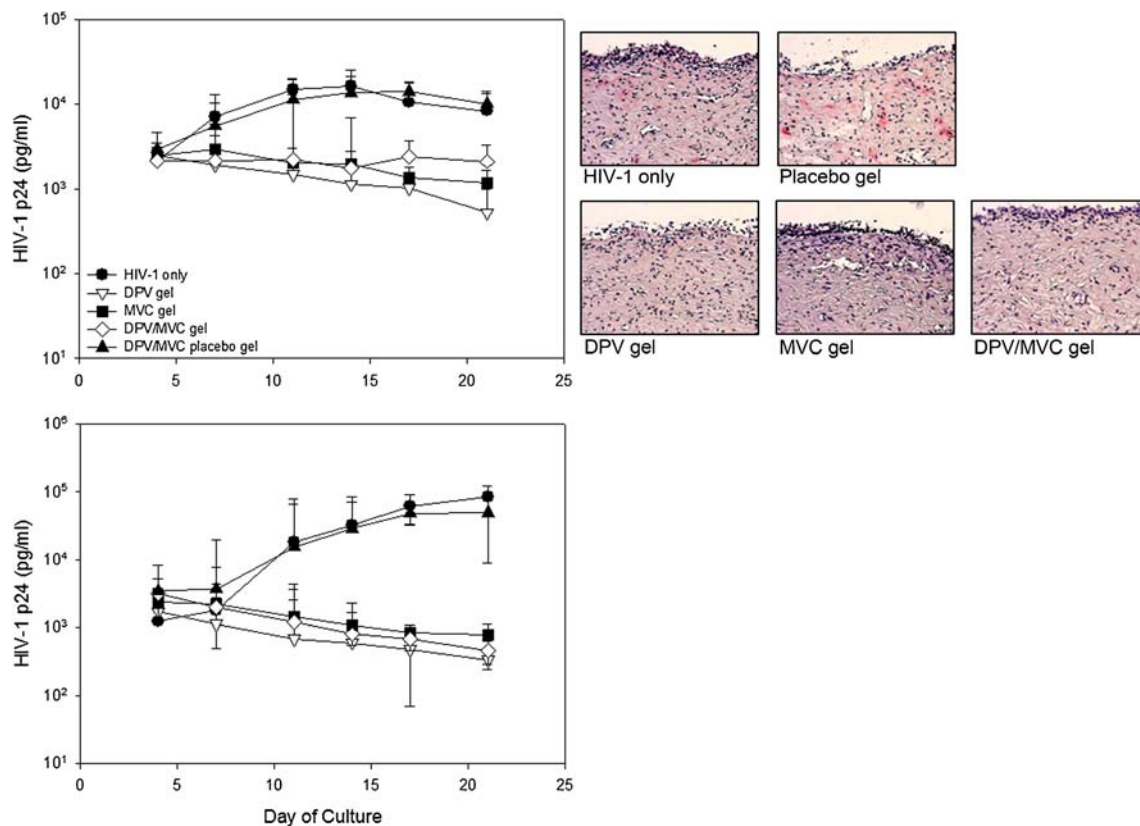 10⁵
10⁴
10³
10²
10¹
HIV-1 p24 (pg/ml)
HIV-1 only
DPV gel
MVC gel
DPV/MVC gel
DPV/MVC placebo gel
0 5 10 15 20 25
HIV-1 only
Placebo gel
DPV gel
MVC gel
DPV/MVC gel
10⁶
10⁵
10⁴
10³
10²
10¹
HIV-1 p24 (pg/ml)
0 5 10 15 20 25
Day of Culture